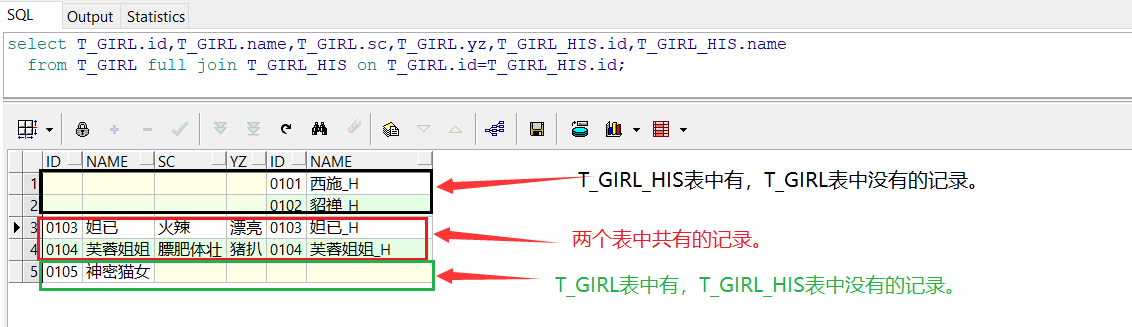 SQL Output Statistics
select T_GIRL.id,T_GIRL.name,T_GIRL.sc,T_GIRL.yz,T_GIRL_HIS.id,T_GIRL_HIS.name
from T_GIRL full join T_GIRL_HIS on T_GIRL.id=T_GIRL_HIS.id;
ID NAME SC YZ ID NAME
1 0101 西施_H
T_GIRL_HIS表中有，T_GIRL表中没有的记录。
2 0102 貂禅_H
3 0103 妲已 火辣 漂亮 0103 妲已_H
两个表中共有的记录。
4 0104 芙蓉姐姐 膘肥体壮 猪扒 0104 芙蓉姐姐_H
5 0105 神密猫女
T_GIRL表中有，T_GIRL_HIS表中没有的记录。